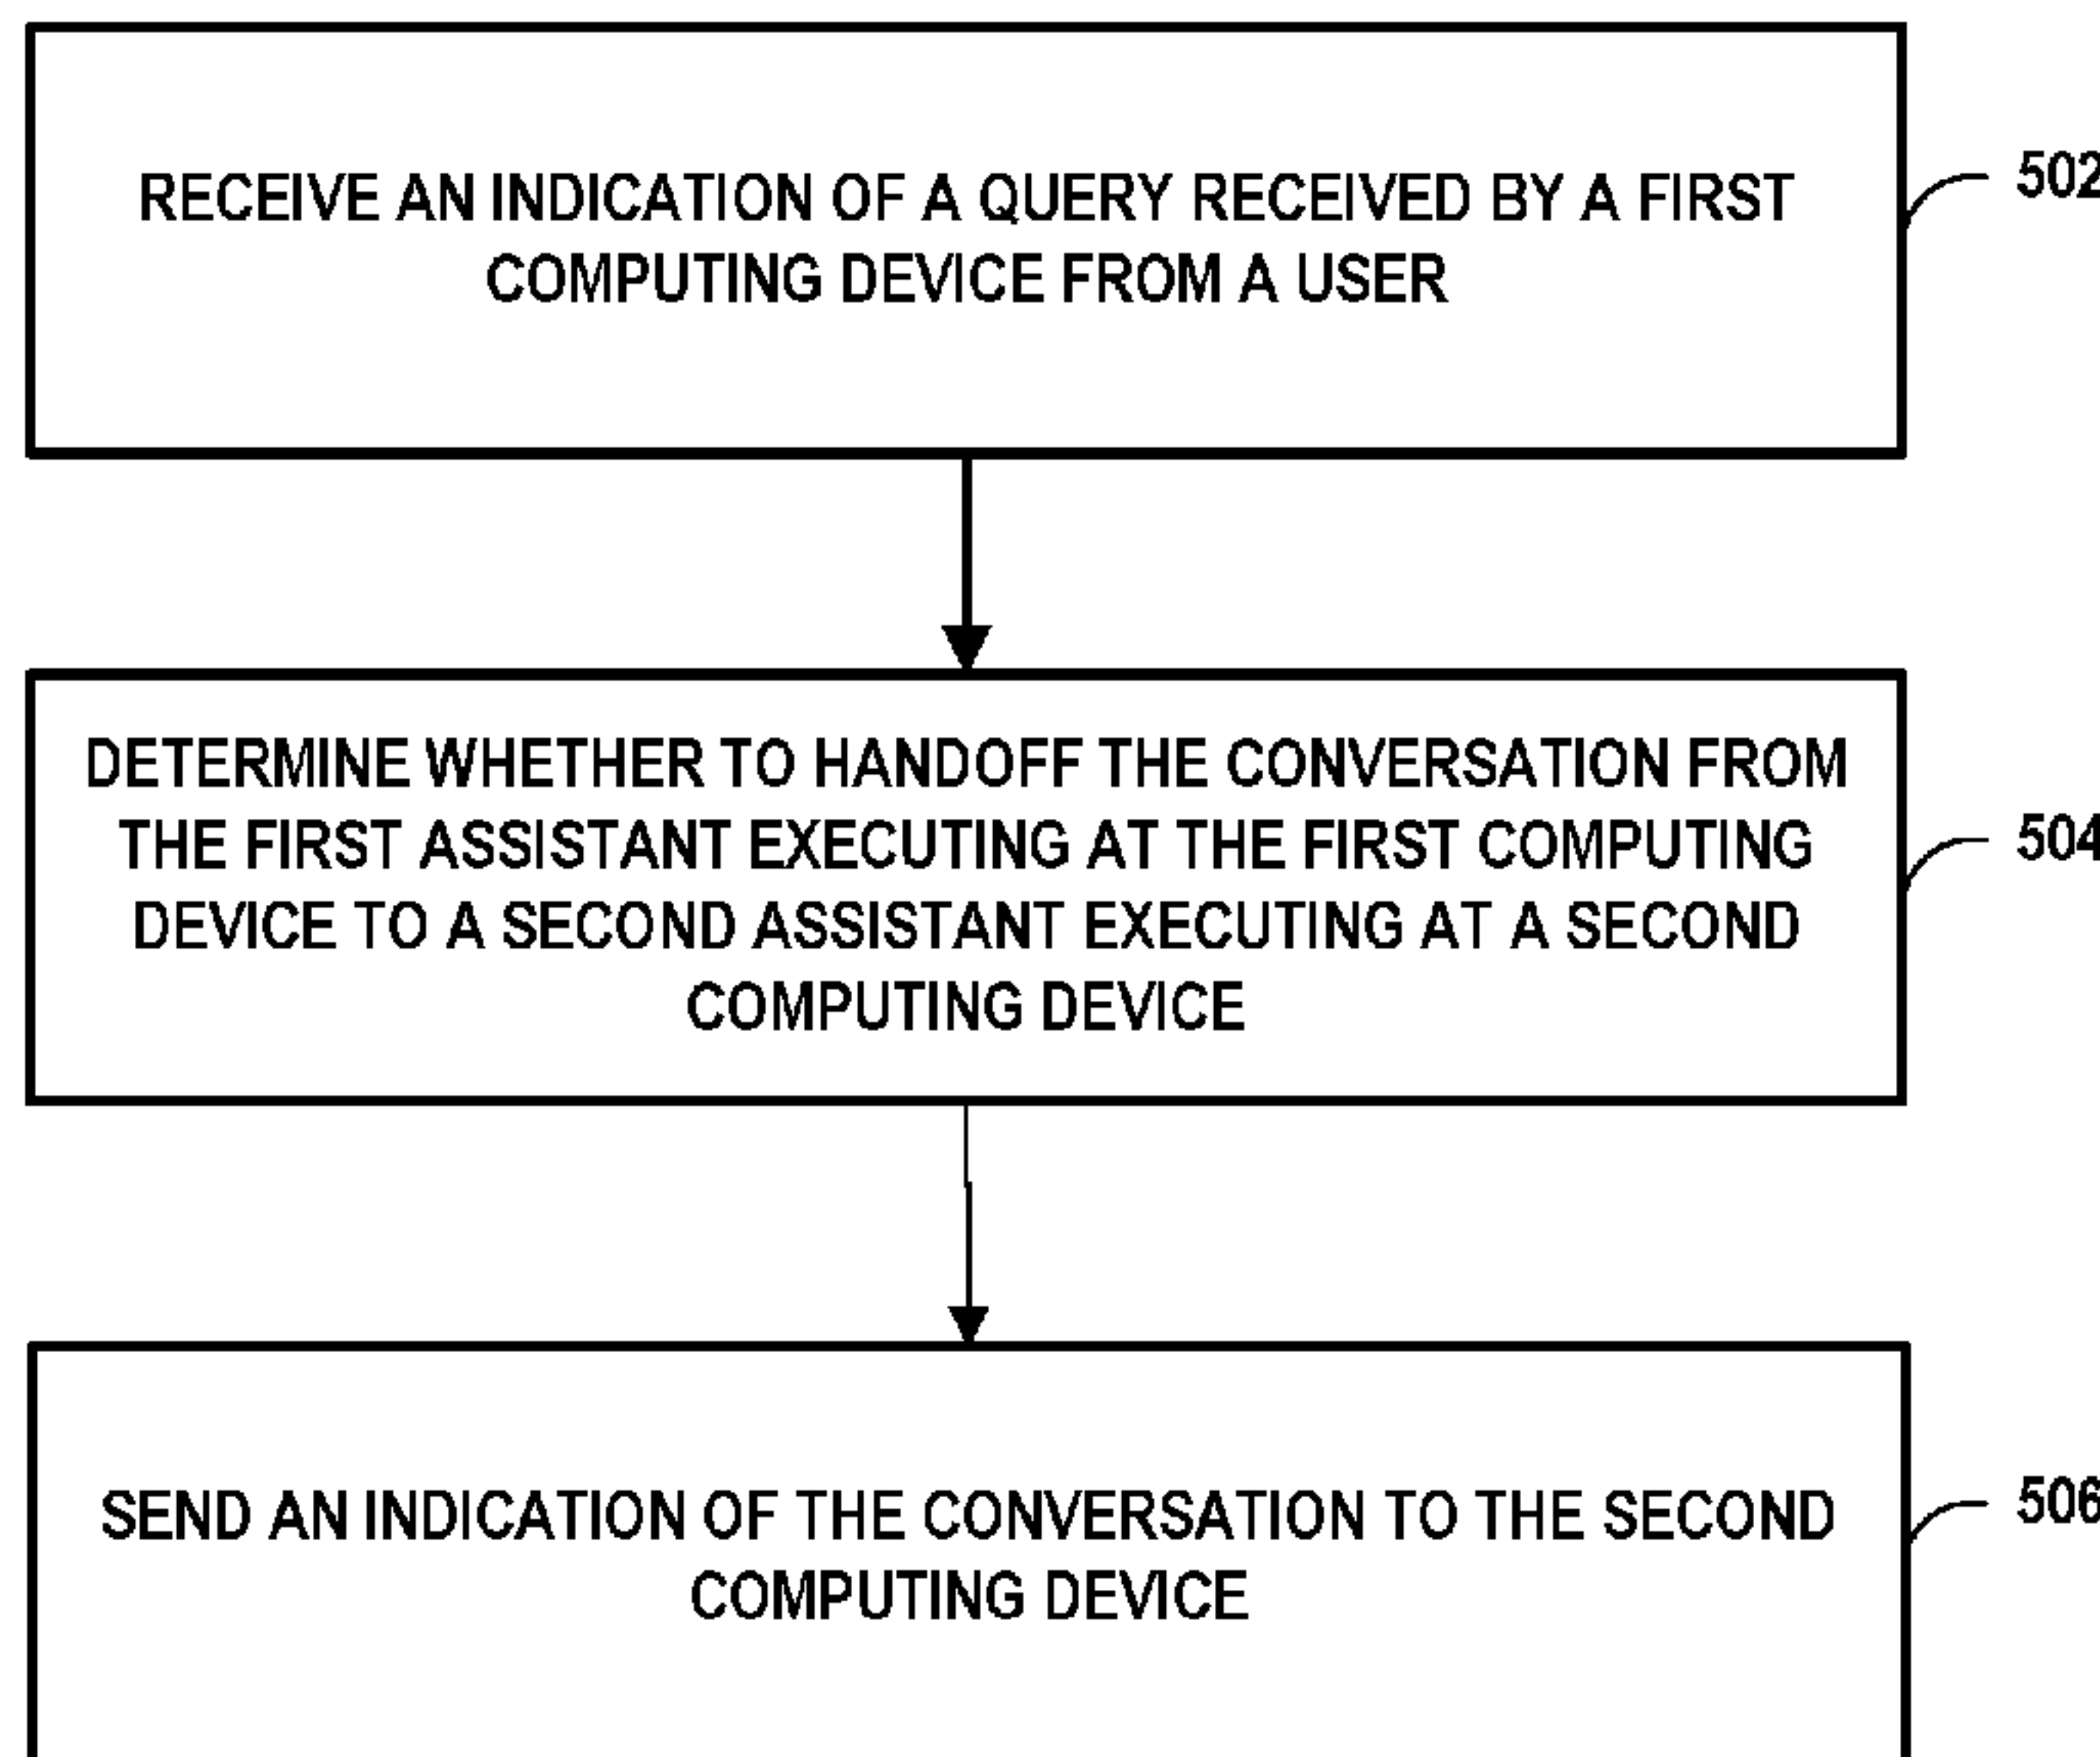 RECEIVE AN INDICATION OF A QUERY RECEIVED BY A FIRST
COMPUTING DEVICE FROM A USER
502
DETERMINE WHETHER TO HANDOFF THE CONVERSATION FROM
THE FIRST ASSISTANT EXECUTING AT THE FIRST COMPUTING
DEVICE TO A SECOND ASSISTANT EXECUTING AT A SECOND
COMPUTING DEVICE
504
SEND AN INDICATION OF THE CONVERSATION TO THE SECOND
COMPUTING DEVICE
506